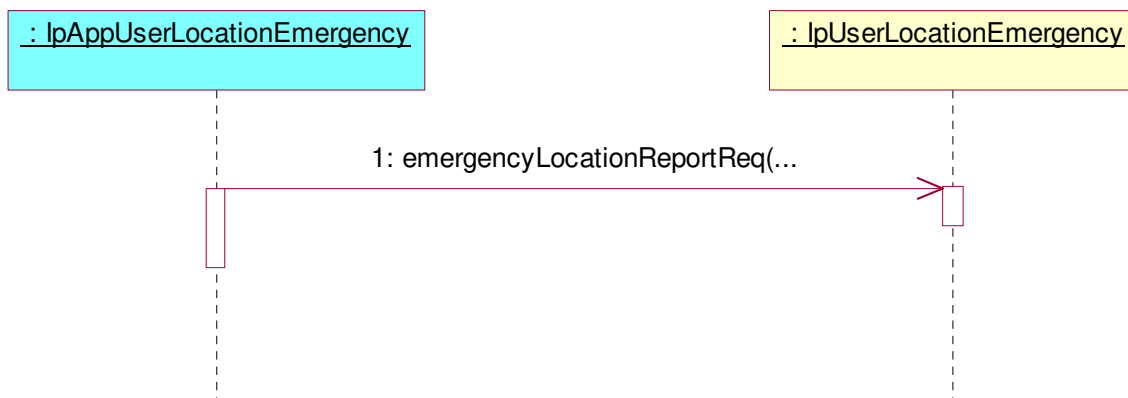 : IpAppUserLocationEmergency
: IpUserLocationEmergency
1: emergencyLocationReportReq(...